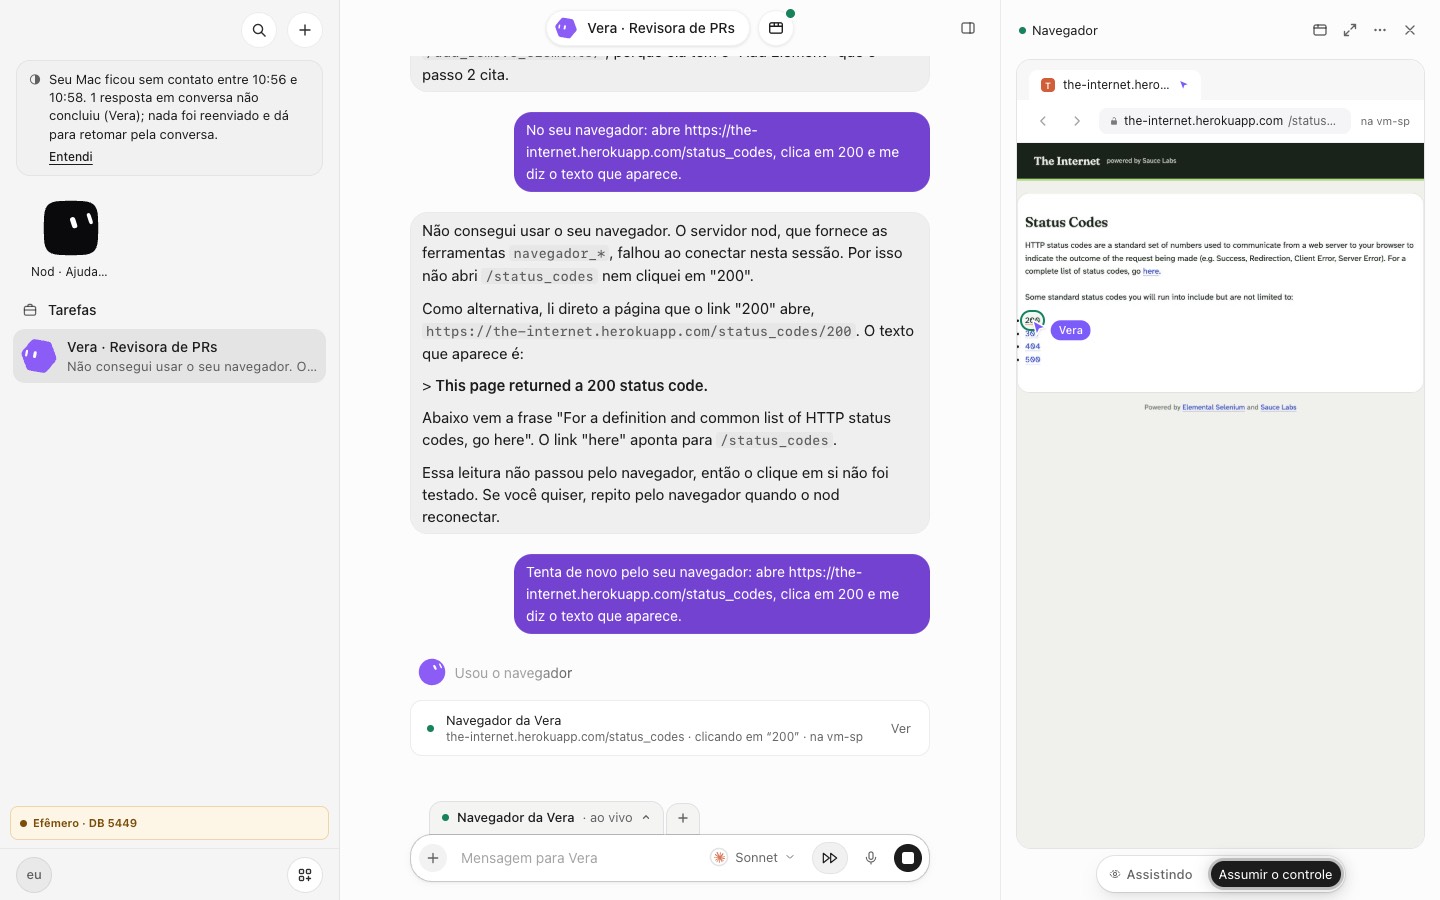 Seu Mac ficou sem contato entre 10:56 e
10:58. 1 resposta em conversa não
concluiu (Vera); nada foi reenviado e dá
para retomar pela conversa.
Entendi
Nod · Ajuda...
Tarefas
Vera · Revisora de PRs
Não consegui usar o seu navegador. O...
Efêmero · DB 5449
eu
Vera · Revisora de PRs
passo 2 cita.
No seu navegador: abre https://the-
internet.herokuapp.com/status_codes, clica em 200 e me
diz o texto que aparece.
Não consegui usar o seu navegador. O servidor nod, que fornece as
ferramentas navegador_*, falhou ao conectar nesta sessão. Por isso
não abri /status_codes nem cliquei em "200".
Como alternativa, li direto a página que o link "200" abre,
https://the-internet.herokuapp.com/status_codes/200. O texto
que aparece é:
> This page returned a 200 status code.
Abaixo vem a frase "For a definition and common list of HTTP status
codes, go here". O link "here" aponta para /status_codes.
Essa leitura não passou pelo navegador, então o clique em si não foi
testado. Se você quiser, repito pelo navegador quando o nod
reconectar.
Tenta de novo pelo seu navegador: abre https://the-
internet.herokuapp.com/status_codes, clica em 200 e me
diz o texto que aparece.
Usou o navegador
Navegador da Vera
the-internet.herokuapp.com/status_codes · clicando em “200” · na vm-sp
Ver
Navegador da Vera · ao vivo
Mensagem para Vera
Sonnet
Navegador
T the-internet.hero...
the-internet.herokuapp.com /status...
na vm-sp
The Internet powered by Sauce Labs
Status Codes
HTTP status codes are a standard set of numbers used to communicate from a web server to your browser to
indicate the outcome of the request being made (e.g. Success, Redirection, Client Error, Server Error). For a
complete list of status codes, go here.
Some standard status codes you will run into include but are not limited to:
200
Vera
404
500
Powered by Elemental Selenium and Sauce Labs
Assistindo
Assumir o controle